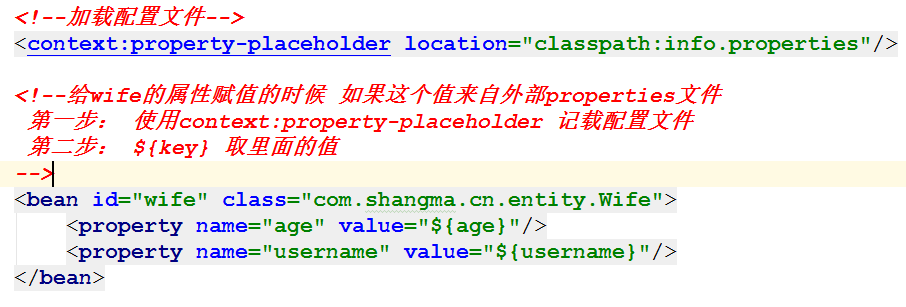 <!--加载配置文件-->
<context:property-placeholder location="classpath:info.properties"/>
<!--给wife的属性赋值的时候 如果这个值来自外部properties文件
第一步： 使用context:property-placeholder 记载配置文件
第二步： ${key} 取里面的值
-->
<bean id="wife" class="com.shangma.cn.entity.Wife">
<property name="age" value="${age}"/>
<property name="username" value="${username}"/>
</bean>